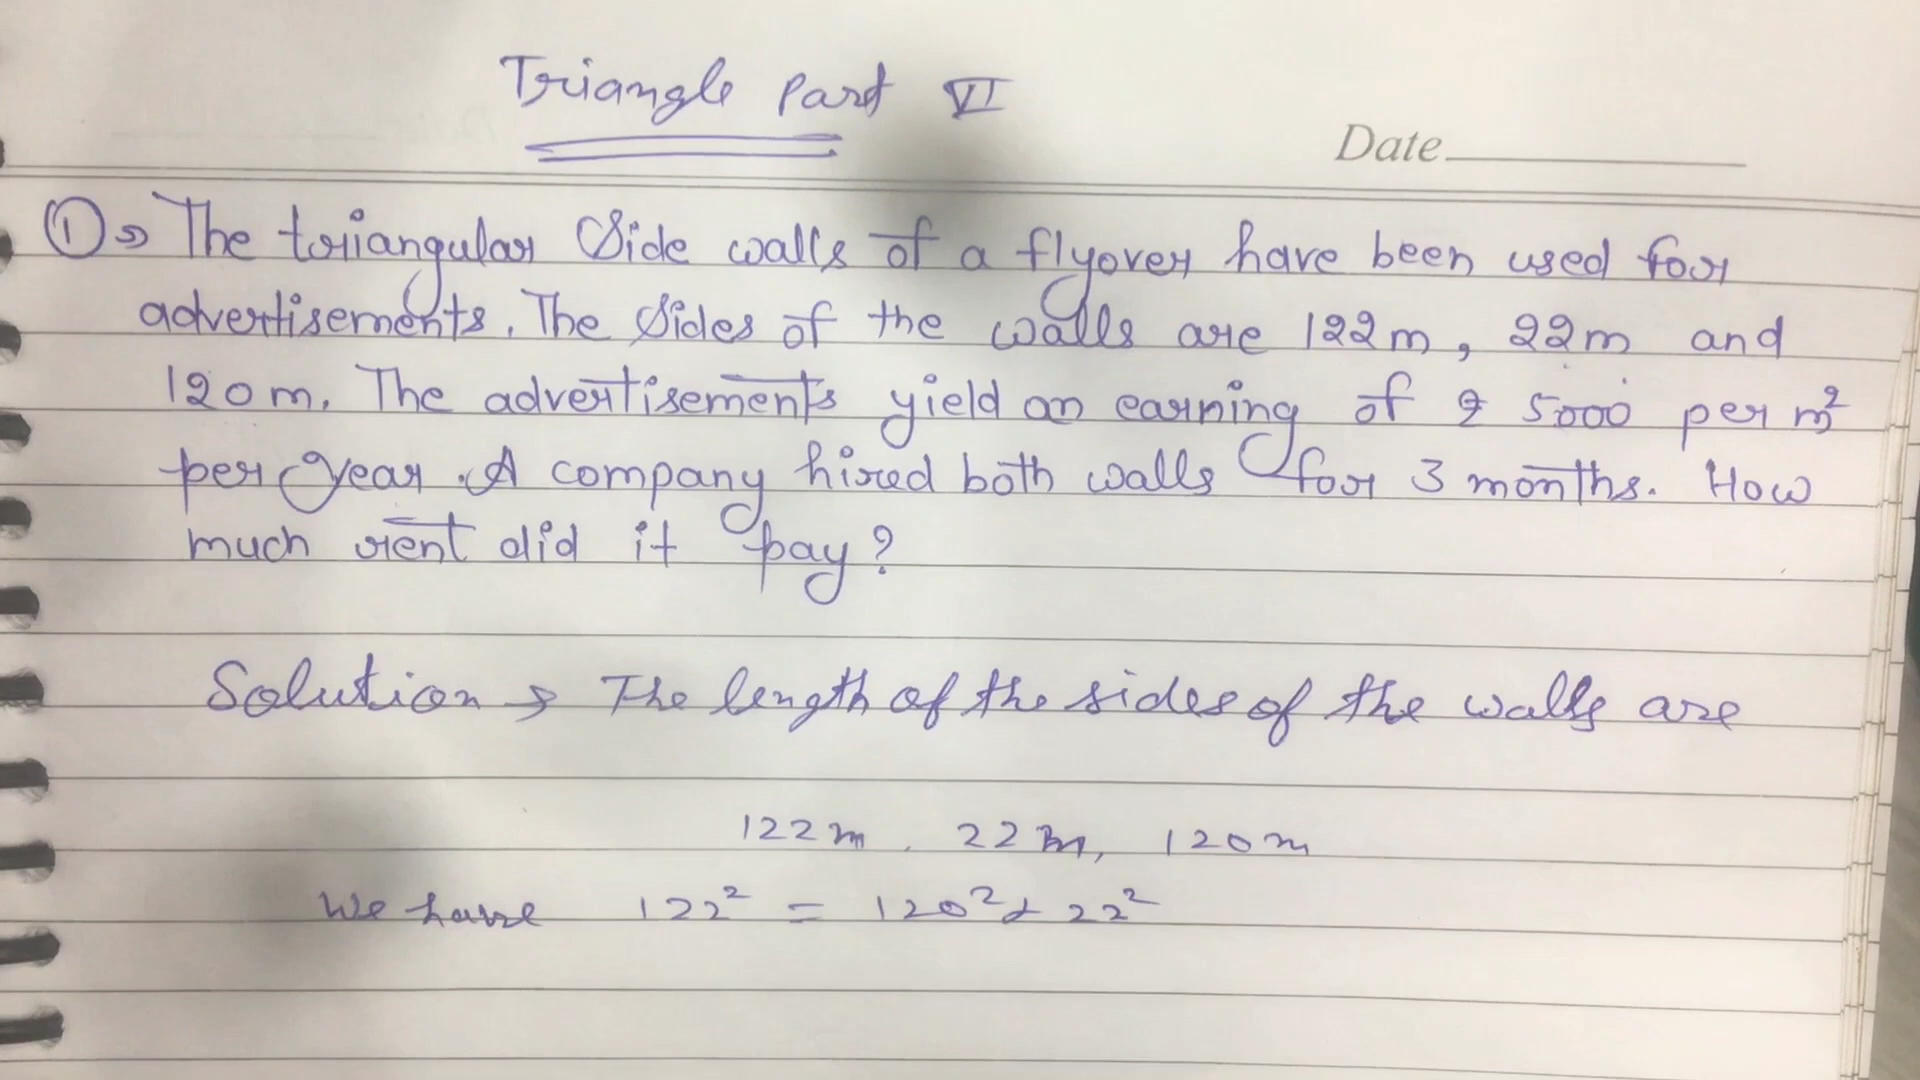 Triangle Part VI
Date
① → The triangular Side walls of a flyover have been used for
advertisements. The Sides of the walls are 122m, 22m and
120m. The advertisements yield an earning of ₹ 5000 per m²
per year. A company hired both walls for 3 months. How
much rent did it pay?
Solution → The length of the sides of the walls are
122m, 22m, 120m
We have 122² = 120² + 22²